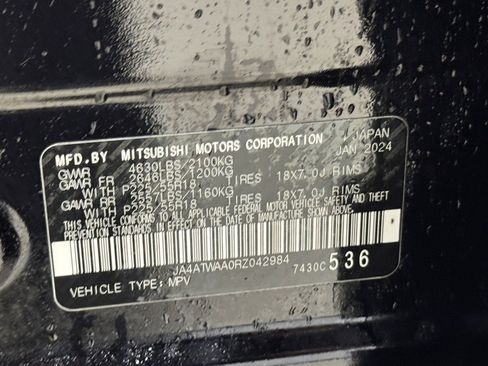 MFD.BY MITSUBISHI MOTORS CORPORATION JAPAN
GVWR 4630LBS/2100KG JAN 2024
GAWR FR 2646LBS/1200KG
WITH P225/55R18 TIRES 18X7.0J RIMS
GAWR RR 2557LBS/1160KG
WITH P225/55R18 TIRES 18X7.0J RIMS
THIS VEHICLE CONFORMS TO ALL APPLICABLE FEDERAL MOTOR VEHICLE SAFETY AND THEFT
PREVENTION STANDARDS IN EFFECT ON THE DATE OF MANUFACTURE SHOWN ABOVE.
JA4ATWAA0RZ042984
VEHICLE TYPE: MPV 7430C 536